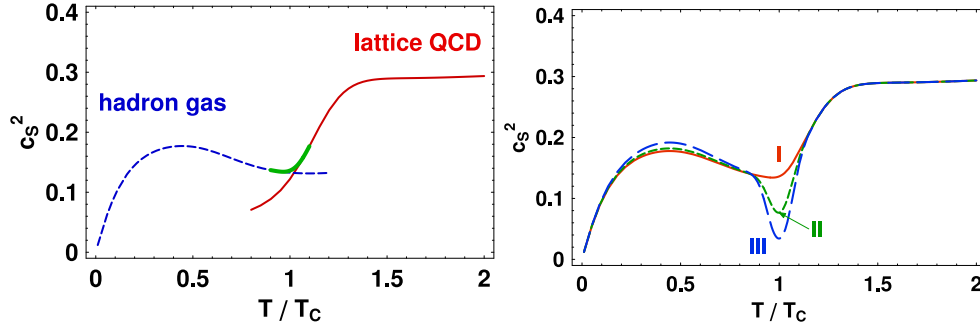 0.4
0.3
0.2
0.1
0
c_S^2
lattice QCD
hadron gas
0 0.5 1 1.5 2
T / T_C
0.4
0.3
0.2
0.1
0
c_S^2
I
II
III
0 0.5 1 1.5 2
T / T_C